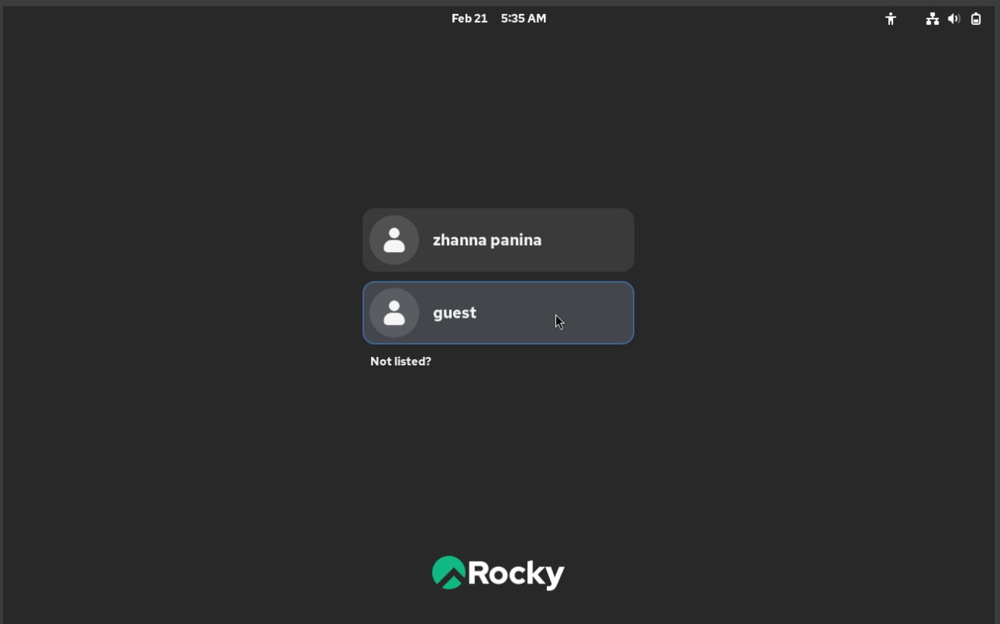 Feb 21 5:35 AM
zhanna panina
guest
Not listed?
Rocky